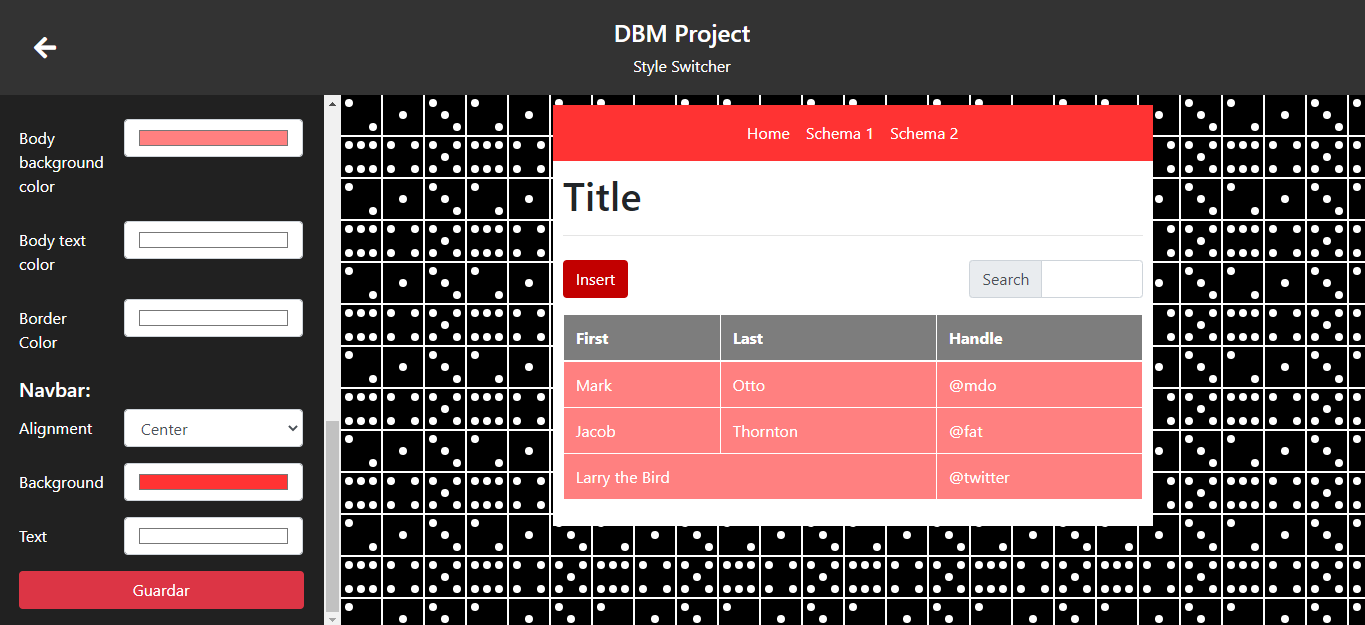 DBM Project
Style Switcher
Body
background
color
Body text
color
Border
Color
Navbar:
Alignment
Center
Background
Text
Guardar
Home Schema 1 Schema 2
Title
Insert
Search
First Last Handle
Mark Otto @mdo
Jacob Thornton @fat
Larry the Bird @twitter